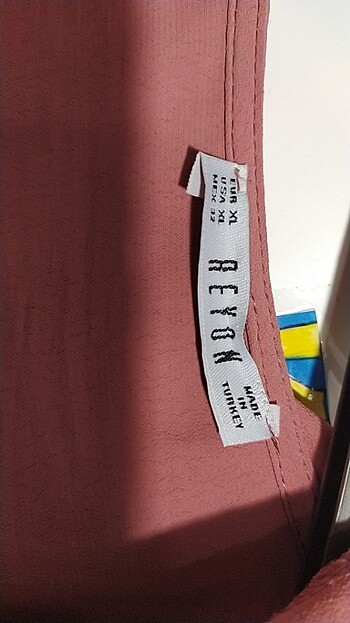 EUR XL
USA XL
MEX 32
REYON
MADE
IN
TURKEY